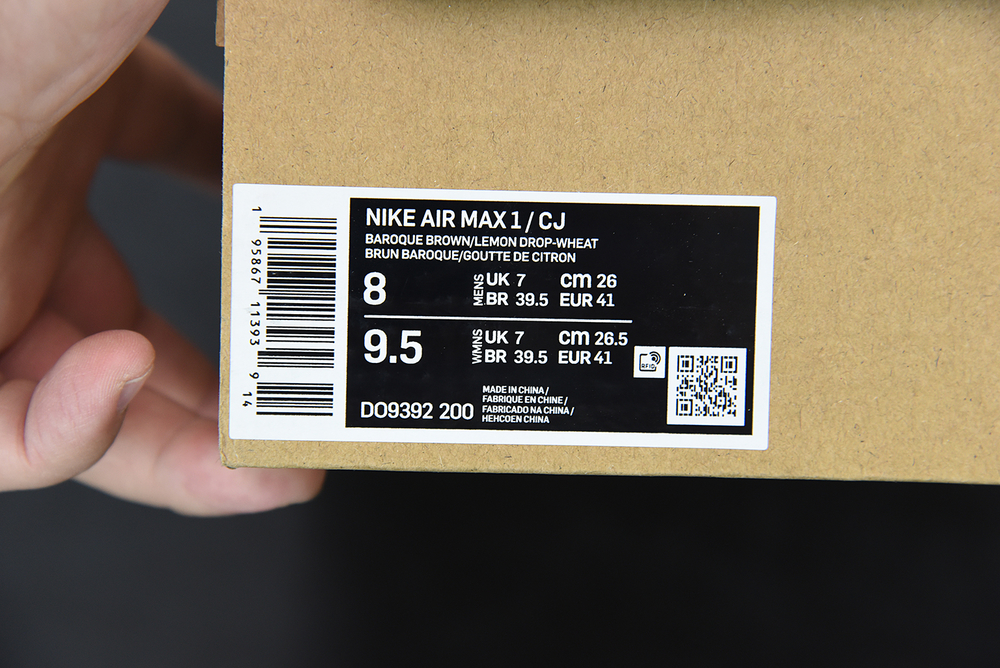 NIKE AIR MAX 1 / CJ
BAROQUE BROWN/LEMON DROP-WHEAT
BRUN BAROQUE/GOUTTE DE CITRON
8 MENS UK 7 cm 26
BR 39.5 EUR 41
9.5 WMNS UK 7 cm 26.5
BR 39.5 EUR 41
RFID
DO9392 200
MADE IN CHINA /
FABRIQUE EN CHINE /
FABRICADO NA CHINA /
HEHCOEN CHINA
1 95867 11393 9 14